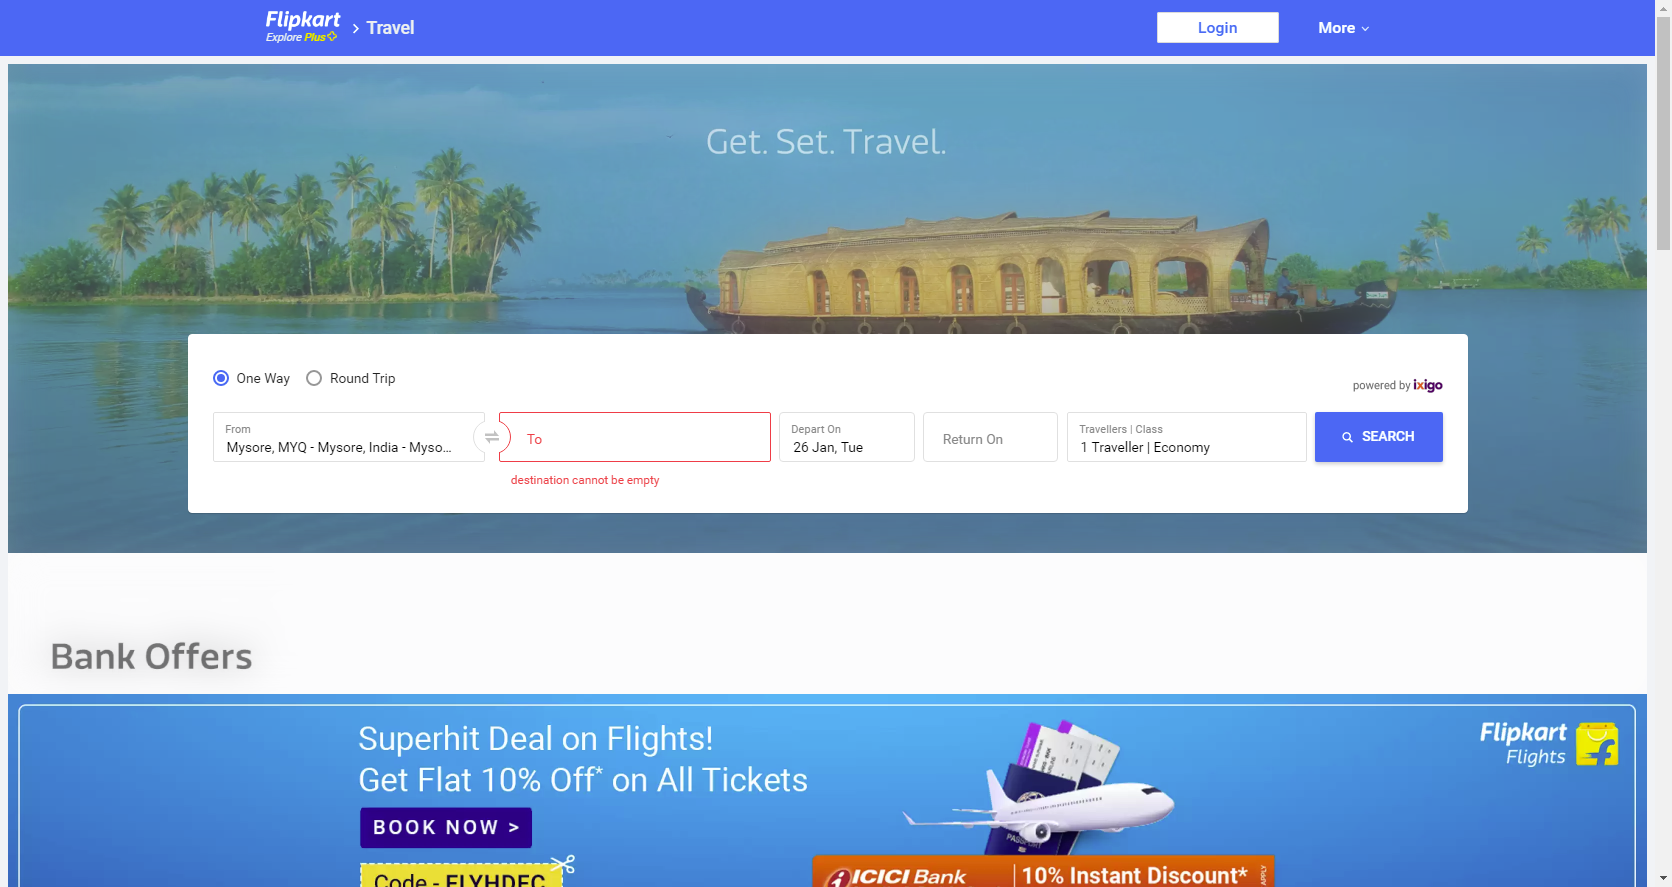 Flipkart
Explore Plus
Travel
Login
More
Get. Set. Travel.
One Way
Round Trip
powered by ixigo
From
Mysore, MYQ - Mysore, India - Myso...
To
destination cannot be empty
Depart On
26 Jan, Tue
Return On
Travellers | Class
1 Traveller | Economy
SEARCH
Bank Offers
Superhit Deal on Flights!
Get Flat 10% Off* on All Tickets
BOOK NOW >
Code - FLYHDFC
Flipkart
Flights
PASSPORT
ICICI Bank
10% Instant Discount*
APPLY